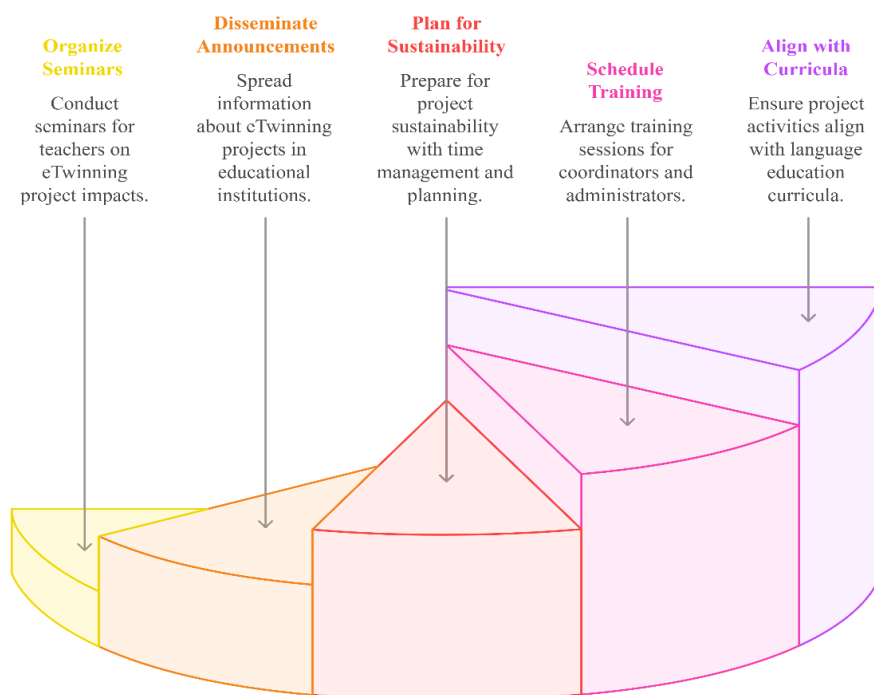 Organize
Seminars
Conduct
seminars for
teachers on
eTwinning
project impacts.
Disseminate
Announcements
Spread
information
about eTwinning
projects in
educational
institutions.
Plan for
Sustainability
Prepare for
project
sustainability
with time
management and
planning.
Schedule
Training
Arrange training
sessions for
coordinators and
administrators.
Align with
Curricula
Ensure project
activities align
with language
education
curricula.